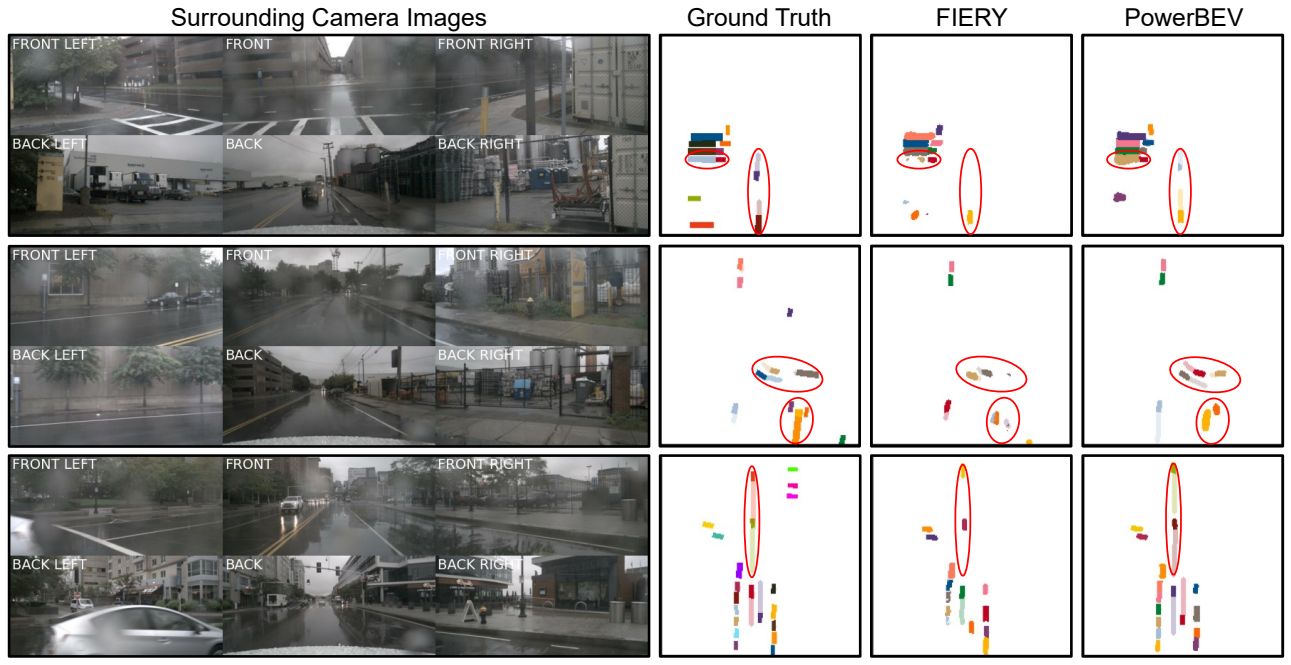 Surrounding Camera Images
Ground Truth
FIERY
PowerBEV
FRONT LEFT
FRONT
FRONT RIGHT
BACK LEFT
BACK
BACK RIGHT
FRONT LEFT
FRONT
FRONT RIGHT
BACK LEFT
BACK
BACK RIGHT
FRONT LEFT
FRONT
FRONT RIGHT
BACK LEFT
BACK
BACK RIGHT